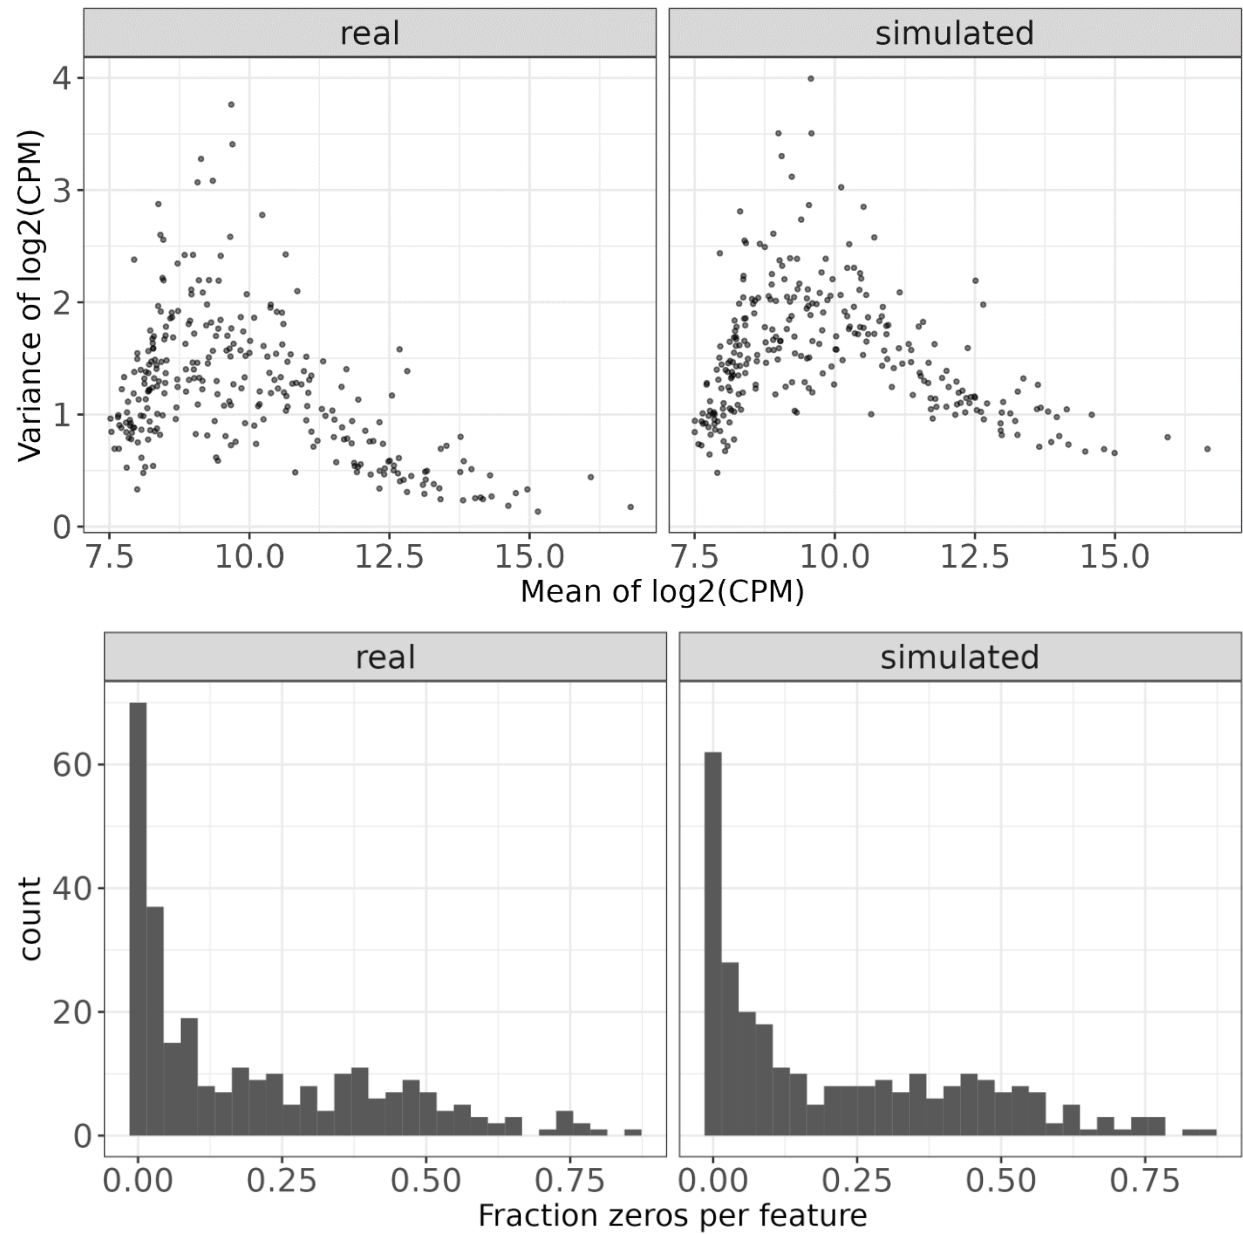 real
simulated
Variance of log2(CPM)
4
3
2
1
0
7.5 10.0 12.5 15.0
7.5 10.0 12.5 15.0
Mean of log2(CPM)
real
simulated
count
60
40
20
0
0.00 0.25 0.50 0.75
0.00 0.25 0.50 0.75
Fraction zeros per feature